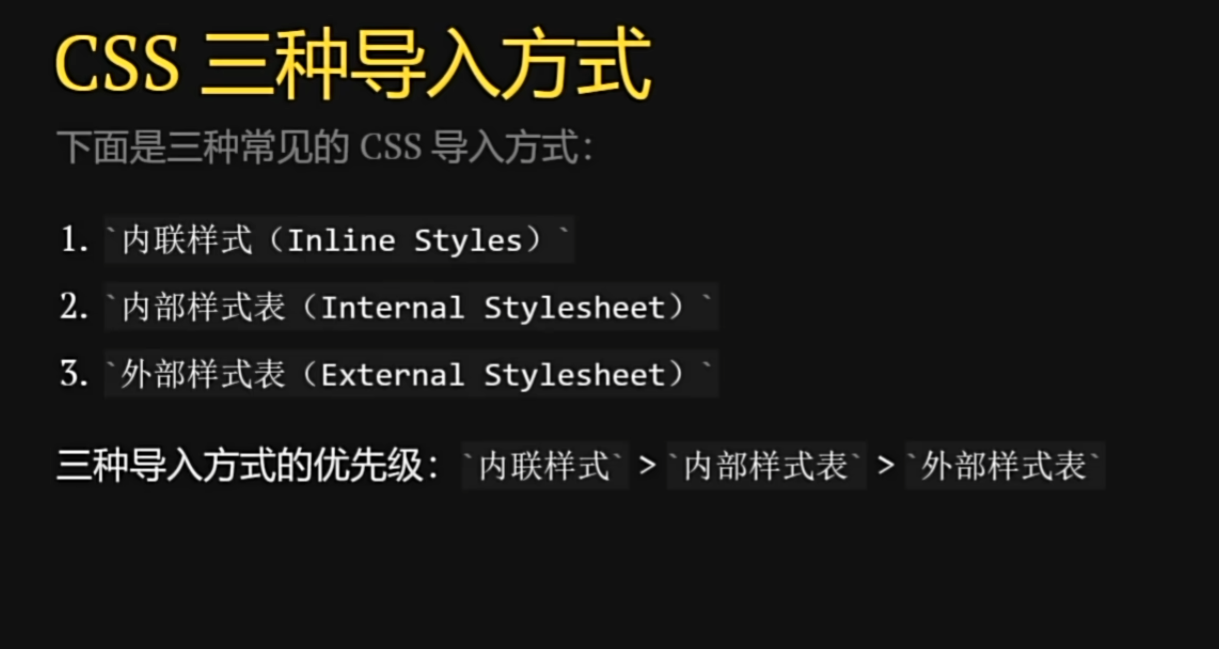 CSS 三种导入方式
下面是三种常见的 CSS 导入方式：
1. `内联样式（Inline Styles）`
2. `内部样式表（Internal Stylesheet）`
3. `外部样式表（External Stylesheet）`
三种导入方式的优先级：`内联样式` > `内部样式表` > `外部样式表`